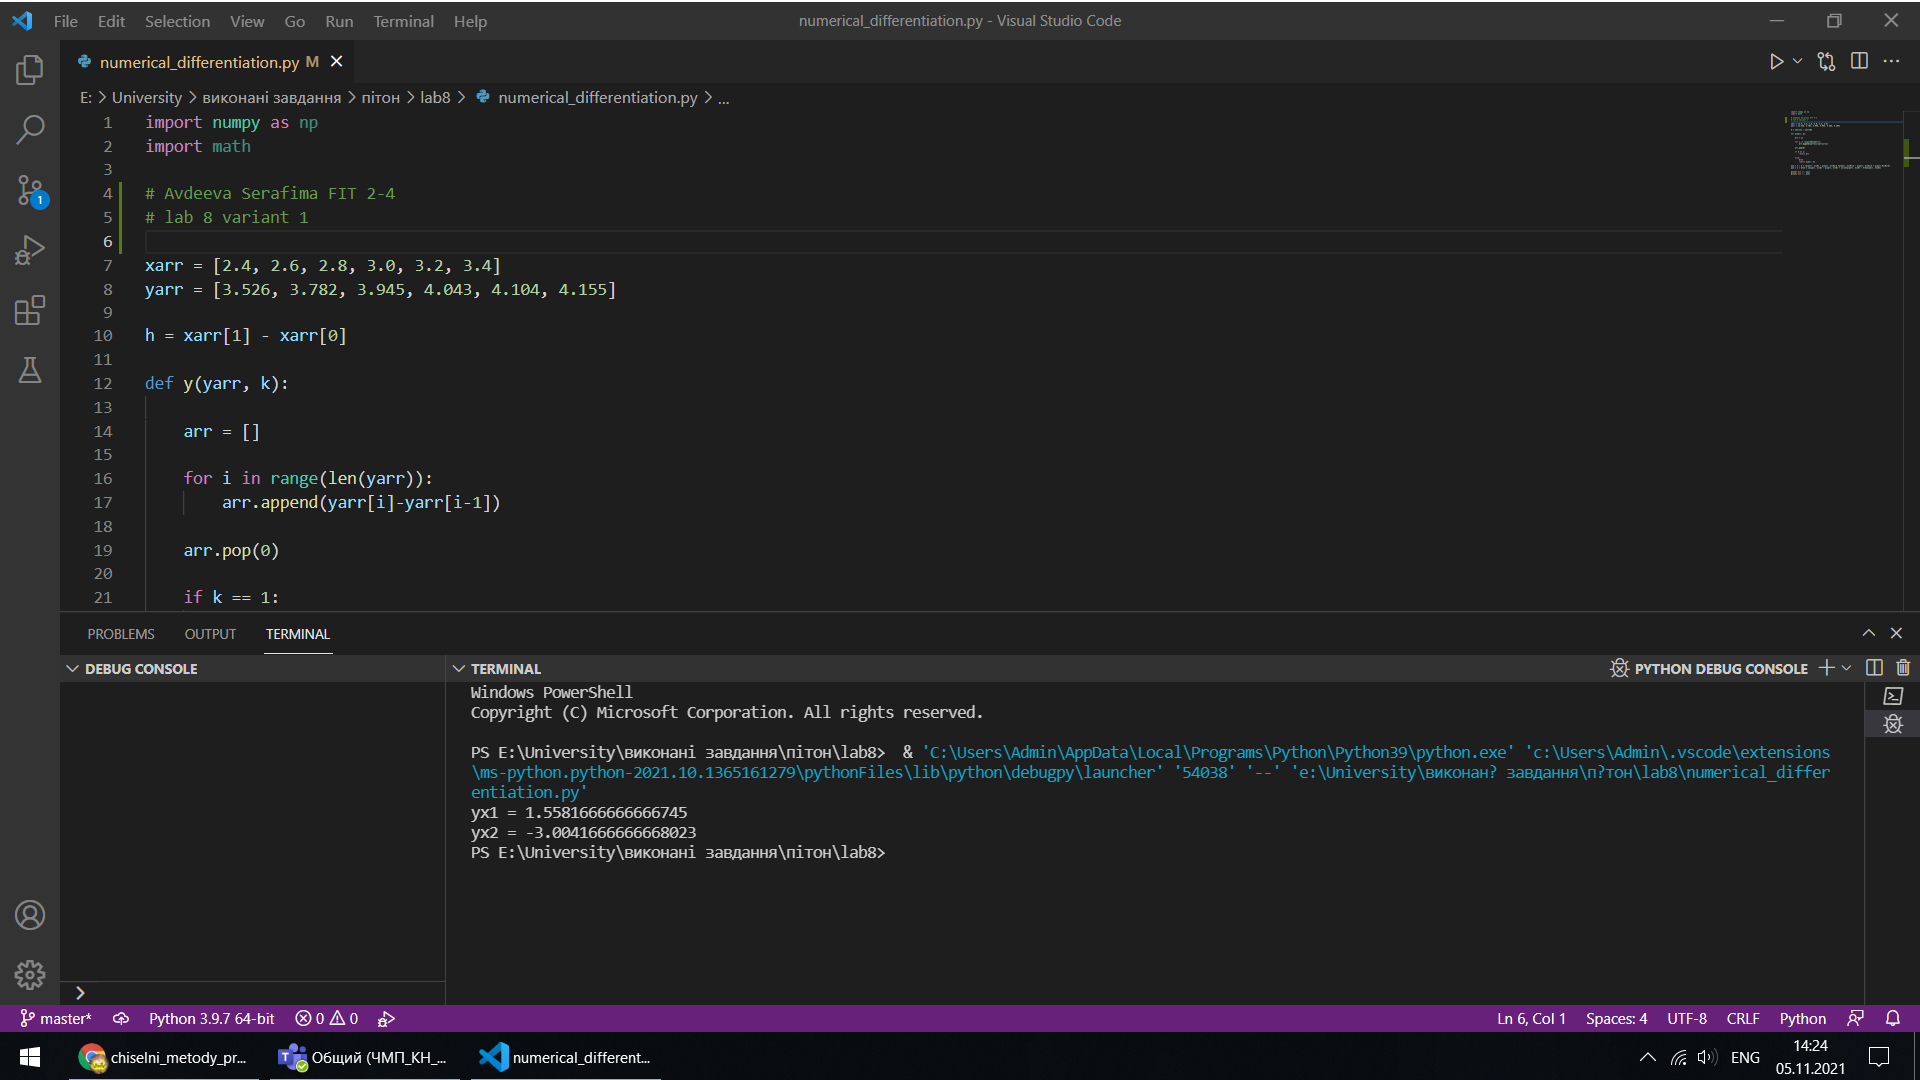 File Edit Selection View Go Run Terminal Help
numerical_differentiation.py - Visual Studio Code
numerical_differentiation.py M
E: > University > виконані завдання > пітон > lab8 > numerical_differentiation.py > ...
1 import numpy as np
2 import math
3
4 # Avdeeva Serafima FIT 2-4
5 # lab 8 variant 1
6
7 xarr = [2.4, 2.6, 2.8, 3.0, 3.2, 3.4]
8 yarr = [3.526, 3.782, 3.945, 4.043, 4.104, 4.155]
9
10 h = xarr[1] - xarr[0]
11
12 def y(yarr, k):
13
14 arr = []
15
16 for i in range(len(yarr)):
17 arr.append(yarr[i]-yarr[i-1])
18
19 arr.pop(0)
20
21 if k == 1:
1
PROBLEMS OUTPUT TERMINAL
DEBUG CONSOLE
TERMINAL
PYTHON DEBUG CONSOLE
Windows PowerShell
Copyright (C) Microsoft Corporation. All rights reserved.
PS E:\University\виконані завдання\пітон\lab8>  & 'C:\Users\Admin\AppData\Local\Programs\Python\Python39\python.exe' 'c:\Users\Admin\.vscode\extensions
\ms-python.python-2021.10.1365161279\pythonFiles\lib\python\debugpy\launcher' '54038' '--' 'e:\University\виконан? завдання\п?тон\lab8\numerical_differ
entiation.py'
yx1 = 1.5581666666666745
yx2 = -3.0041666666668023
PS E:\University\виконані завдання\пітон\lab8>
master* Python 3.9.7 64-bit 0 0
Ln 6, Col 1 Spaces: 4 UTF-8 CRLF Python
chiselni_metody_pr...
Общий (ЧМП_КН_...
numerical_different...
ENG
14:24
05.11.2021